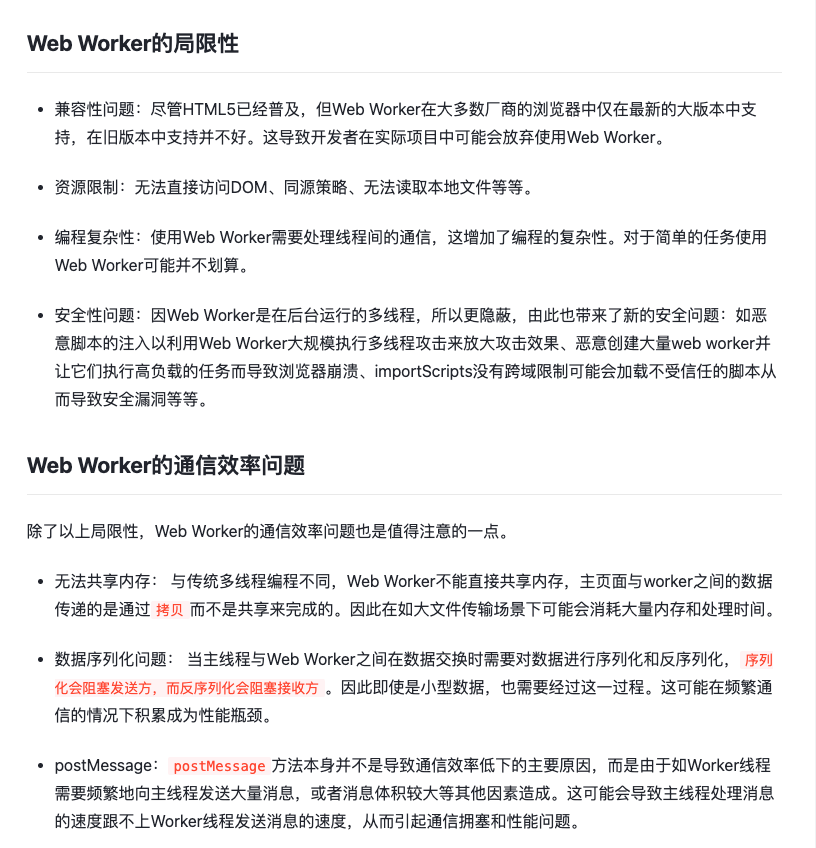 Web Worker的局限性
兼容性问题：尽管HTML5已经普及，但Web Worker在大多数厂商的浏览器中仅在最新的大版本中支
持，在旧版本中支持并不好。这导致开发者在实际项目中可能会放弃使用Web Worker。
资源限制：无法直接访问DOM、同源策略、无法读取本地文件等等。
编程复杂性：使用Web Worker需要处理线程间的通信，这增加了编程的复杂性。对于简单的任务使用
Web Worker可能并不划算。
安全性问题：因Web Worker是在后台运行的多线程，所以更隐蔽，由此也带来了新的安全问题：如恶
意脚本的注入以利用Web Worker大规模执行多线程攻击来放大攻击效果、恶意创建大量web worker并
让它们执行高负载的任务而导致浏览器崩溃、importScripts没有跨域限制可能会加载不受信任的脚本从
而导致安全漏洞等等。
Web Worker的通信效率问题
除了以上局限性，Web Worker的通信效率问题也是值得注意的一点。
无法共享内存： 与传统多线程编程不同，Web Worker不能直接共享内存，主页面与worker之间的数据
传递的是通过 拷贝 而不是共享来完成的。因此在如大文件传输场景下可能会消耗大量内存和处理时间。
数据序列化问题： 当主线程与Web Worker之间在数据交换时需要对数据进行序列化和反序列化， 序列
化会阻塞发送方，而反序列化会阻塞接收方 。因此即使是小型数据，也需要经过这一过程。这可能在频繁通
信的情况下积累成为性能瓶颈。
postMessage： postMessage 方法本身并不是导致通信效率低下的主要原因，而是由于如Worker线程
需要频繁地向主线程发送大量消息，或者消息体积较大等其他因素造成。这可能会导致主线程处理消息
的速度跟不上Worker线程发送消息的速度，从而引起通信拥塞和性能问题。